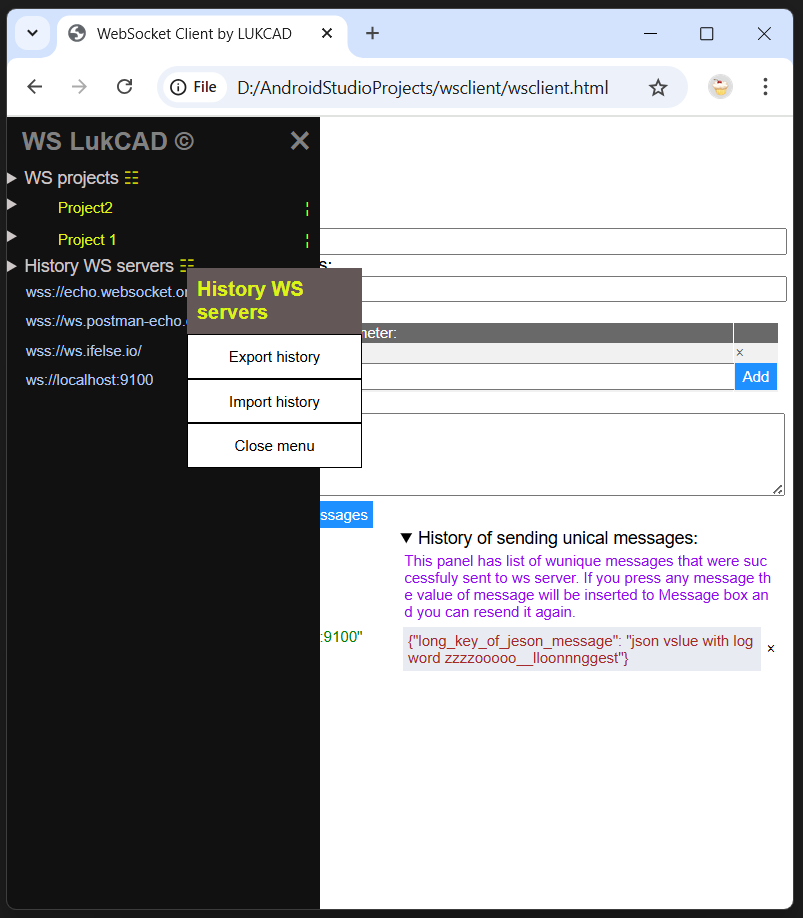 WebSocket Client by LUKCAD
File
D:/AndroidStudioProjects/wsclient/wsclient.html
WS LukCAD ©
WS projects
Project2
Project 1
History WS servers
wss://echo.websocket.or
wss://ws.postman-echo.
wss://ws.ifelse.io/
ws://localhost:9100
History WS
servers
Export history
Import history
Close menu
s:
neter:
×
Add
ssages
:9100"
History of sending unical messages:
This panel has list of wunique messages that were suc
cessfuly sent to ws server. If you press any message th
e value of message will be inserted to Message box an
d you can resend it again.
{"long_key_of_jeson_message": "json vslue with log
word zzzzooooo__lloonnnggest"}
×